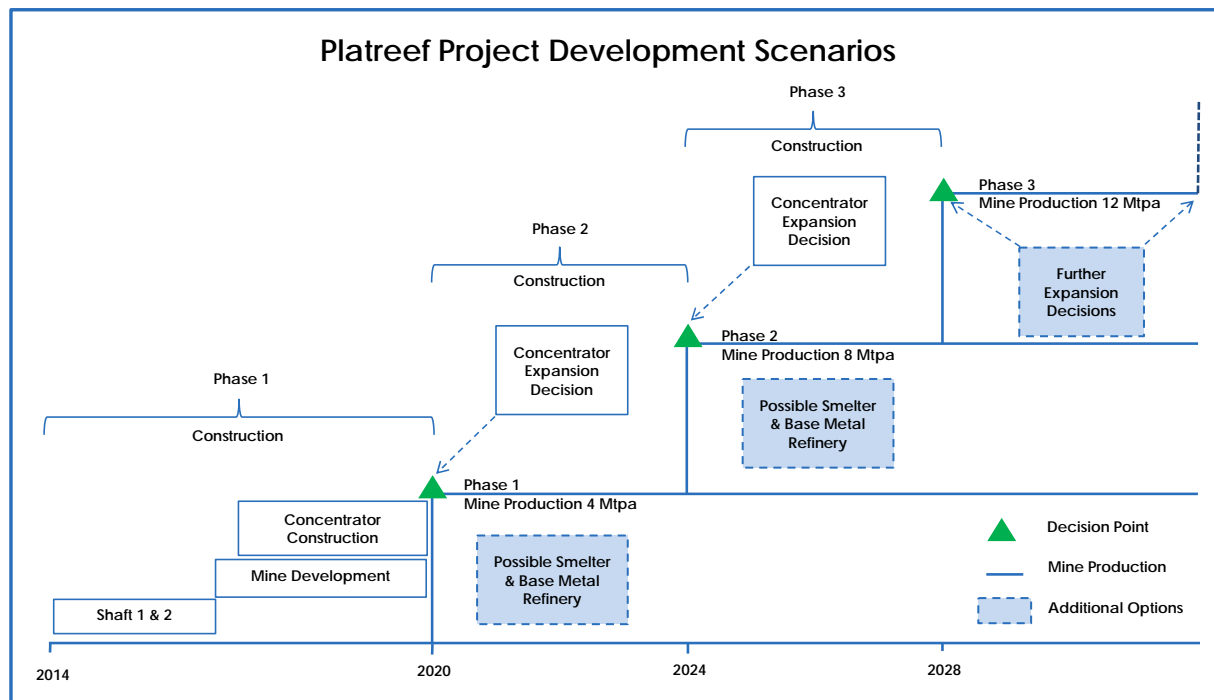 Platreef Project Development Scenarios
Phase 3
Construction
Concentrator
Expansion
Decision
Phase 3
Mine Production 12 Mtpa
Further
Expansion
Decisions
Phase 2
Construction
Concentrator
Expansion
Decision
Phase 2
Mine Production 8 Mtpa
Possible Smelter
& Base Metal
Refinery
Phase 1
Construction
Phase 1
Mine Production 4 Mtpa
Concentrator
Construction
Mine Development
Shaft 1 & 2
Possible Smelter
& Base Metal
Refinery
Decision Point
Mine Production
Additional Options
2014
2020
2024
2028